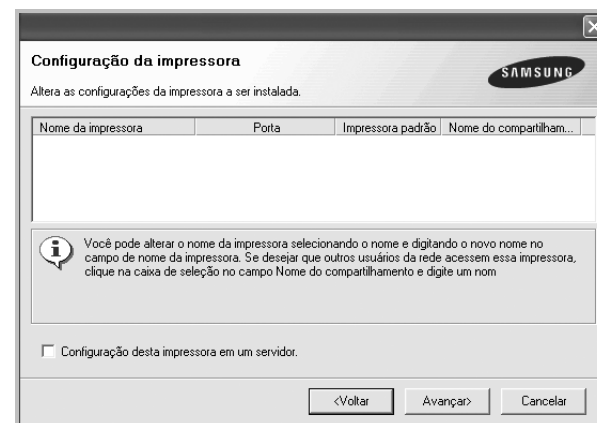 Configuração da impressora
Altera as configurações da impressora a ser instalada.
SAMSUNG
Nome da impressora Porta Impressora padrão Nome do compartilham...
Você pode alterar o nome da impressora selecionando o nome e digitando o novo nome no
campo de nome da impressora. Se desejar que outros usuários da rede acessem essa impressora,
clique na caixa de seleção no campo Nome do compartilhamento e digite um nom
Configuração desta impressora em um servidor.
<Voltar Avançar> Cancelar